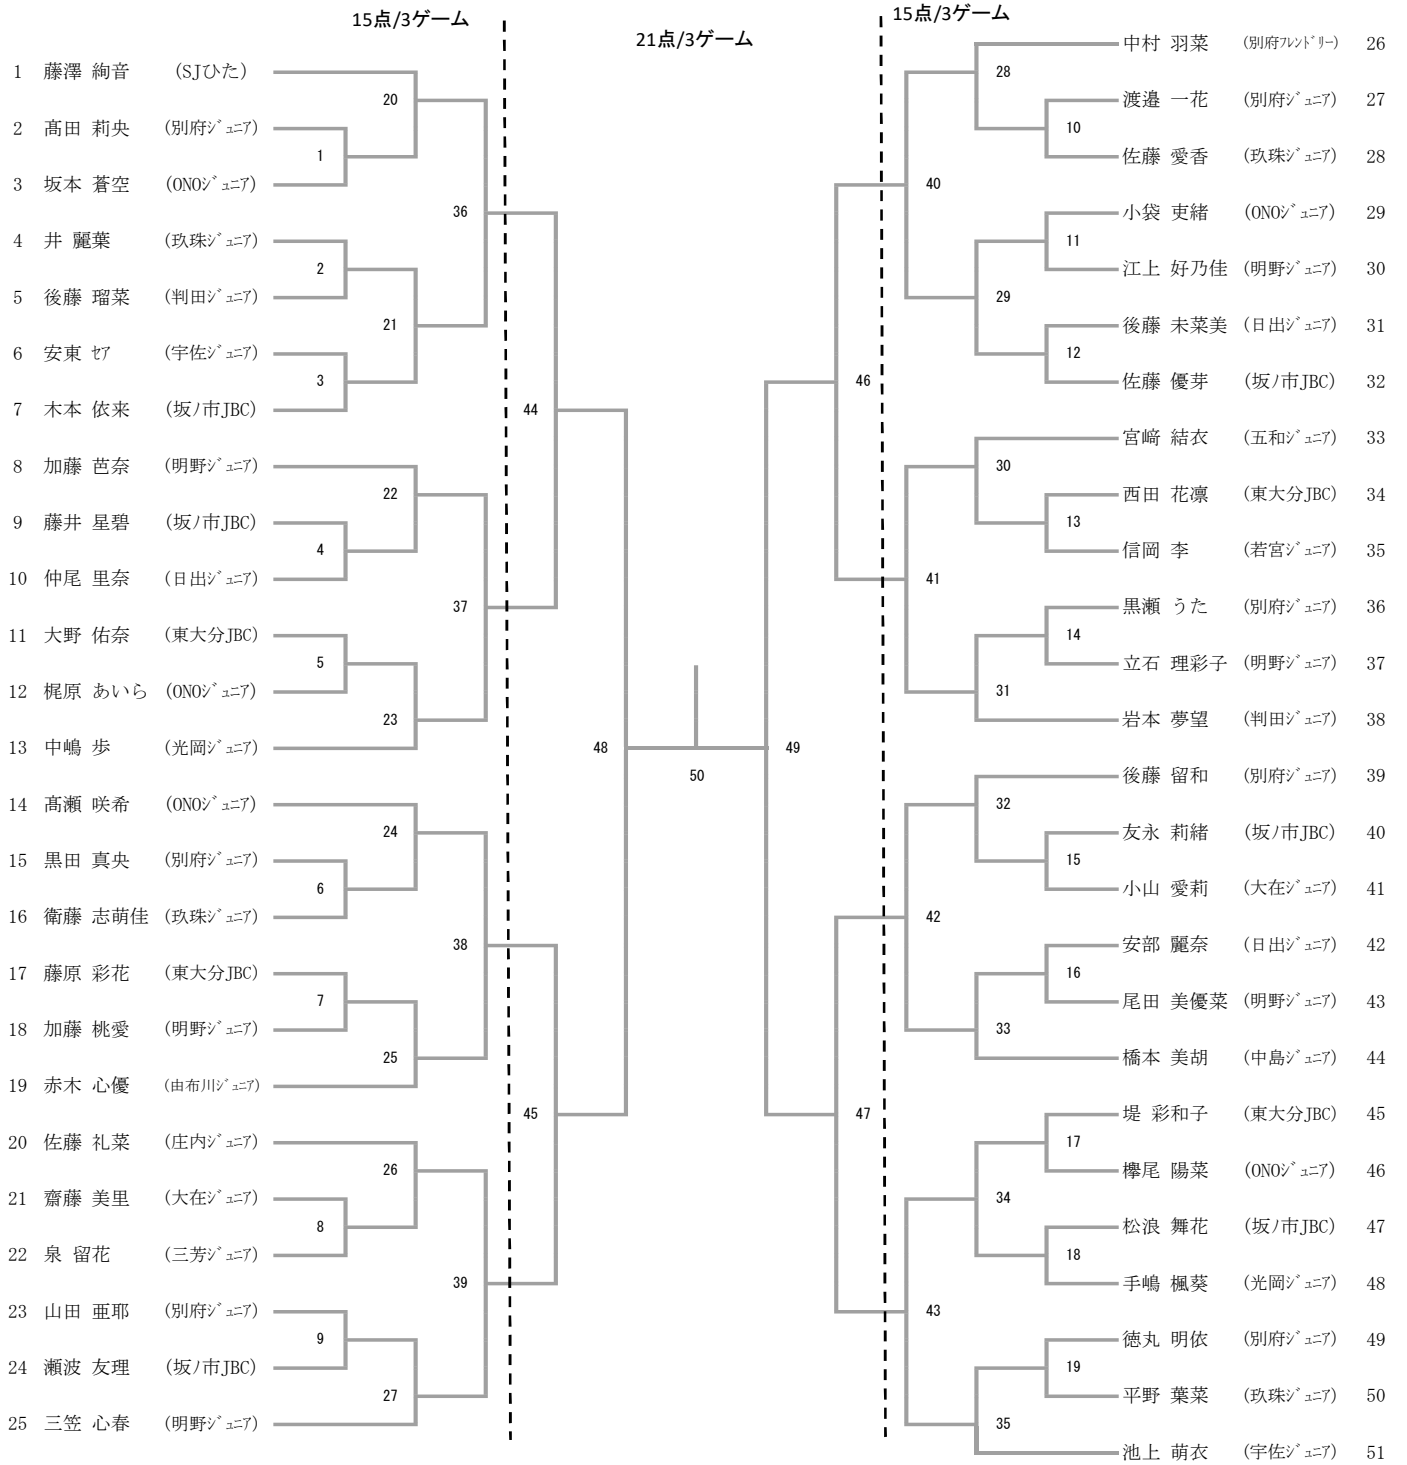 15点/3ゲーム
21点/3ゲーム
15点/3ゲーム
1 藤澤 絢音 (SJひた)
2 髙田 莉央 (別府ジュニア)
3 坂本 蒼空 (ONOジュニア)
4 井 麗葉 (玖珠ジュニア)
5 後藤 瑠菜 (判田ジュニア)
6 安東 セア (宇佐ジュニア)
7 木本 依来 (坂ノ市JBC)
8 加藤 芭奈 (明野ジュニア)
9 藤井 星碧 (坂ノ市JBC)
10 仲尾 里奈 (日出ジュニア)
11 大野 佑奈 (東大分JBC)
12 梶原 あいら (ONOジュニア)
13 中嶋 歩 (光岡ジュニア)
14 髙瀬 咲希 (ONOジュニア)
15 黒田 真央 (別府ジュニア)
16 衛藤 志萌佳 (玖珠ジュニア)
17 藤原 彩花 (東大分JBC)
18 加藤 桃愛 (明野ジュニア)
19 赤木 心優 (由布川ジュニア)
20 佐藤 礼菜 (庄内ジュニア)
21 齋藤 美里 (大在ジュニア)
22 泉 留花 (三芳ジュニア)
23 山田 亜耶 (別府ジュニア)
24 瀬波 友理 (坂ノ市JBC)
25 三笠 心春 (明野ジュニア)
20
1
36
2
21
3
44
22
4
37
5
23
48
24
6
38
7
25
45
26
8
39
9
27
50
28
10
40
11
29
12
46
30
13
41
14
31
49
32
15
42
16
33
47
17
34
18
43
19
35
中村 羽菜 (別府フレンドリー) 26
渡邉 一花 (別府ジュニア) 27
佐藤 愛香 (玖珠ジュニア) 28
小袋 吏緒 (ONOジュニア) 29
江上 好乃佳 (明野ジュニア) 30
後藤 未菜美 (日出ジュニア) 31
佐藤 優芽 (坂ノ市JBC) 32
宮﨑 結衣 (五和ジュニア) 33
西田 花凛 (東大分JBC) 34
信岡 李 (若宮ジュニア) 35
黒瀬 うた (別府ジュニア) 36
立石 理彩子 (明野ジュニア) 37
岩本 夢望 (判田ジュニア) 38
後藤 留和 (別府ジュニア) 39
友永 莉緒 (坂ノ市JBC) 40
小山 愛莉 (大在ジュニア) 41
安部 麗奈 (日出ジュニア) 42
尾田 美優菜 (明野ジュニア) 43
橋本 美胡 (中島ジュニア) 44
堤 彩和子 (東大分JBC) 45
欅尾 陽菜 (ONOジュニア) 46
松浪 舞花 (坂ノ市JBC) 47
手嶋 楓葵 (光岡ジュニア) 48
徳丸 明依 (別府ジュニア) 49
平野 葉菜 (玖珠ジュニア) 50
池上 萌衣 (宇佐ジュニア) 51